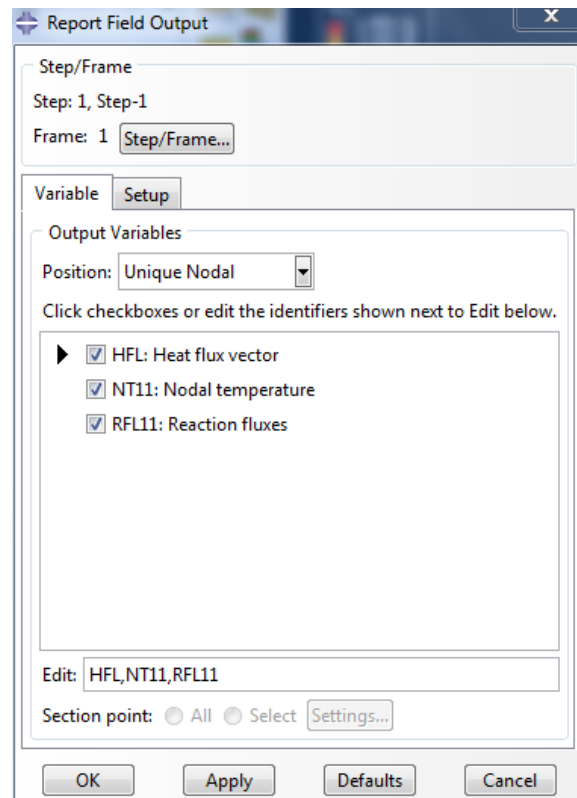 Report Field Output
X
Step/Frame
Step: 1, Step-1
Frame: 1 Step/Frame...
Variable Setup
Output Variables
Position: Unique Nodal
Click checkboxes or edit the identifiers shown next to Edit below.
HFL: Heat flux vector
NT11: Nodal temperature
RFL11: Reaction fluxes
Edit: HFL,NT11,RFL11
Section point: All Select Settings...
OK Apply Defaults Cancel